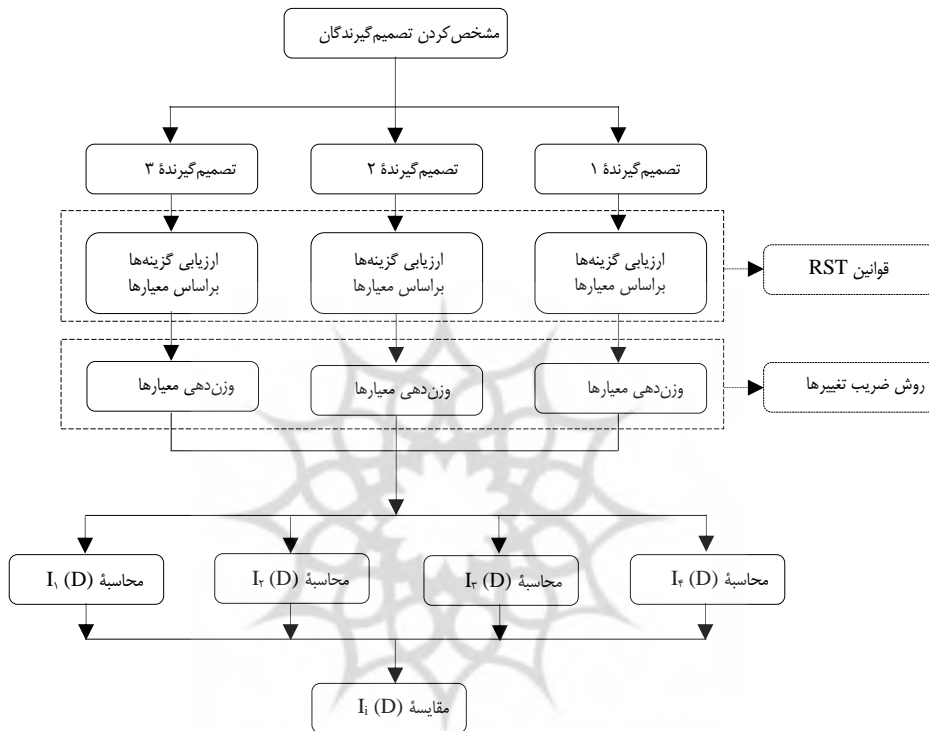 مشخص‌کردن تصمیم‌گیرندگان
تصمیم‌گیرندهٔ ۱
تصمیم‌گیرندهٔ ۲
تصمیم‌گیرندهٔ ۳
ارزیابی گزینه‌ها
براساس معیارها
ارزیابی گزینه‌ها
براساس معیارها
ارزیابی گزینه‌ها
براساس معیارها
قوانین RST
وزن‌دهی معیارها
وزن‌دهی معیارها
وزن‌دهی معیارها
روش ضریب تغییرها
محاسبهٔ I۴ (D)
محاسبهٔ I۳ (D)
محاسبهٔ I۲ (D)
محاسبهٔ I۱ (D)
مقایسهٔ Ii (D)